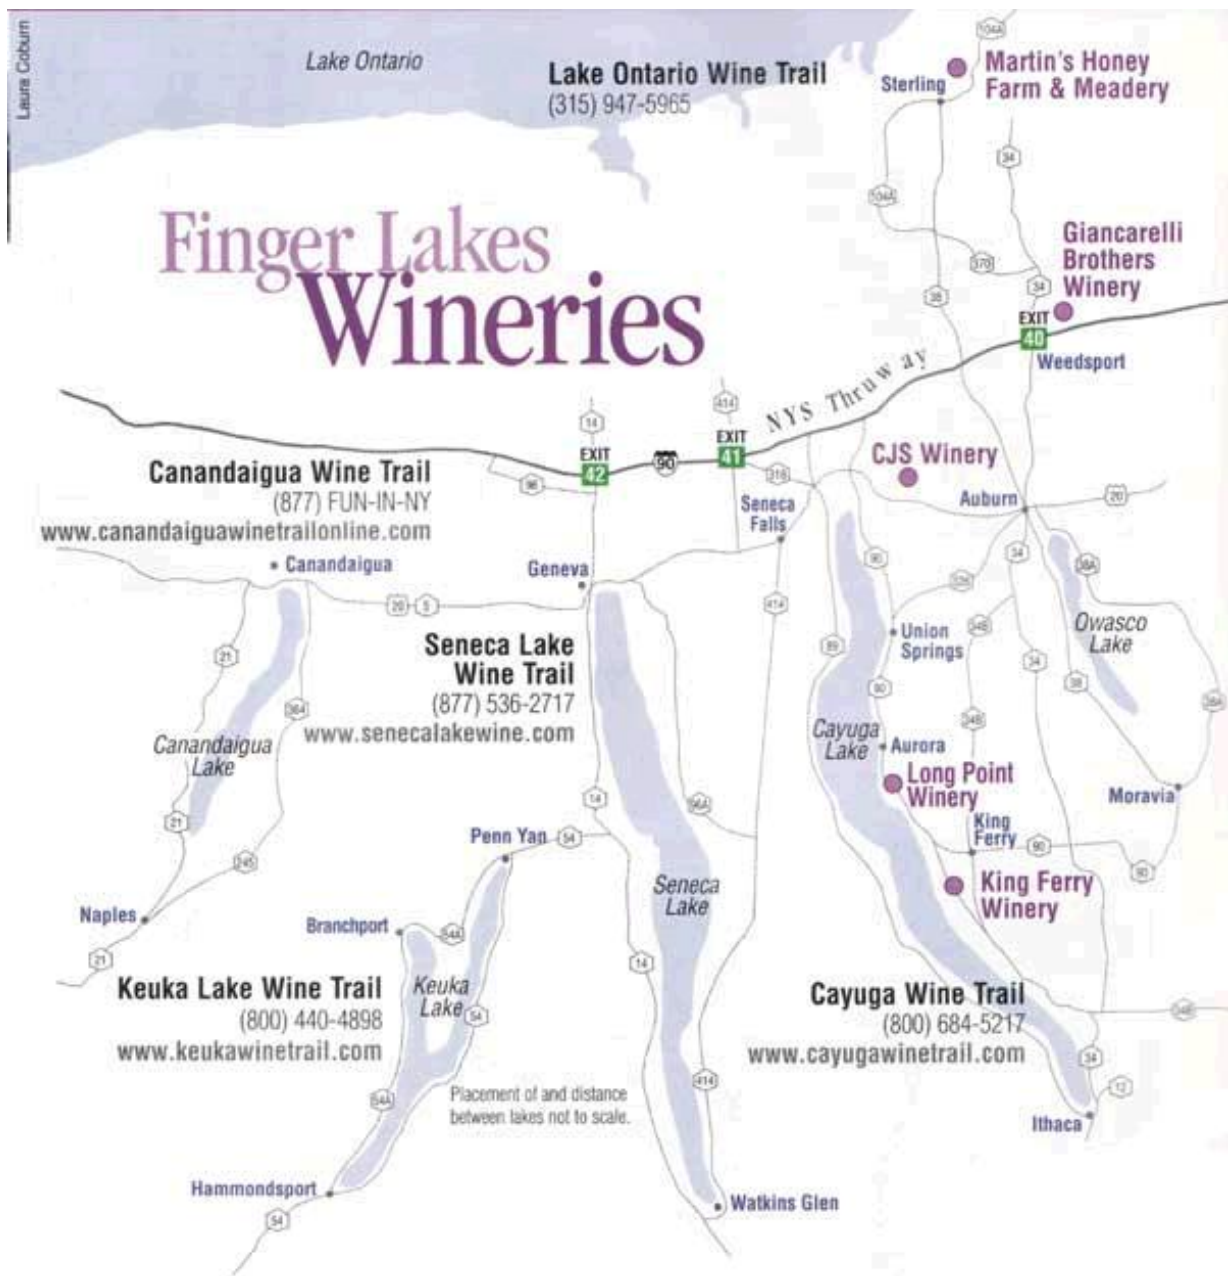 Laura Coburn
Lake Ontario
Lake Ontario Wine Trail
(315) 947-5965
104A
Sterling
Martin's Honey
Farm & Meadery
34
104A
Finger Lakes
Wineries
Giancarelli
Brothers
Winery
370
38
34
EXIT
40
Weedsport
NYS Thruway
414
14
EXIT
42
90
EXIT
41
318
96
CJS Winery
Auburn
20
Seneca
Falls
Canandaigua Wine Trail
(877) FUN-IN-NY
www.canandaiguawinetrailonline.com
Canandaigua
Geneva
20
5
414
90
34
38A
Union
Springs
34B
Owasco
Lake
Seneca Lake
Wine Trail
(877) 536-2717
www.senecalakewine.com
21
364
89
90
34
38
38A
34B
Canandaigua
Lake
Cayuga
Lake
Aurora
Long Point
Winery
Moravia
21
14
96A
King
Ferry
90
90
Penn Yan
54
245
Naples
21
Branchport
54A
Seneca
Lake
King Ferry
Winery
14
Keuka Lake Wine Trail
(800) 440-4898
www.keukawinetrail.com
Keuka
Lake
54
Cayuga Wine Trail
(800) 684-5217
www.cayugawinetrail.com
34B
34
13
54A
414
Placement of and distance
between lakes not to scale.
Ithaca
Hammondsport
54
Watkins Glen